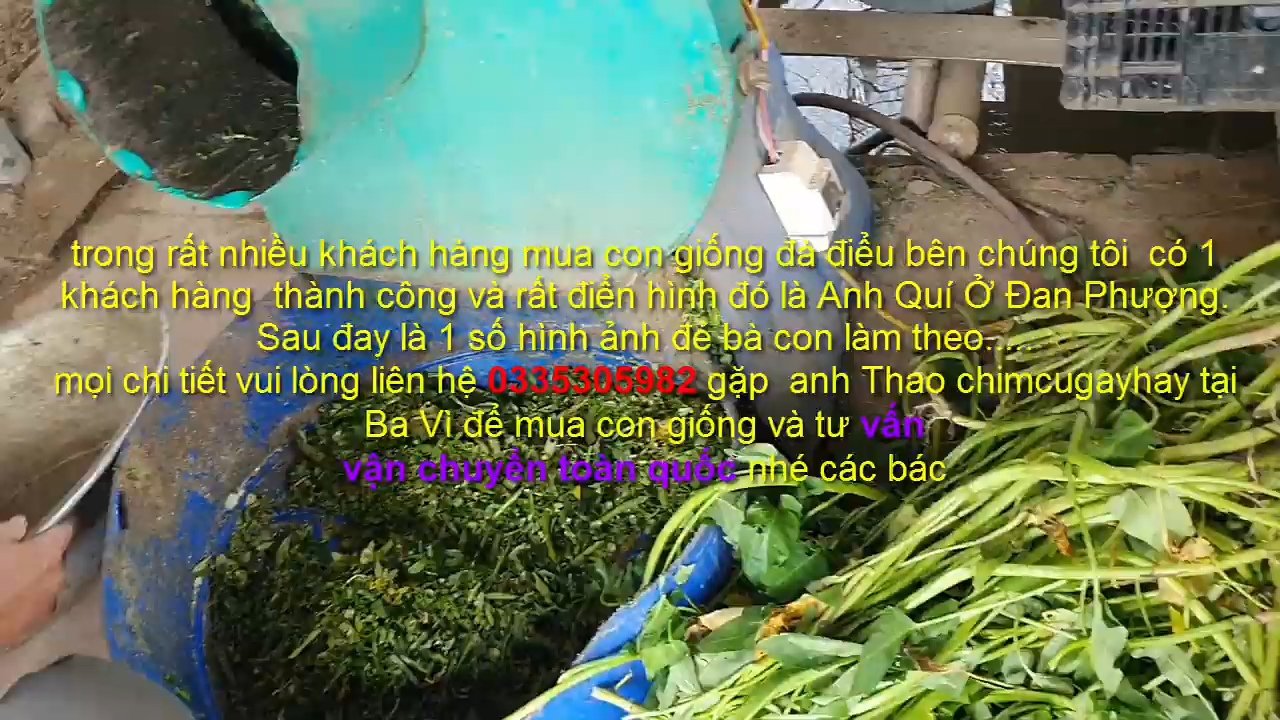 trong rất nhiều khách hàng mua con giống đà điểu bên chúng tôi  có 1
khách hàng  thành công và rất điển hình đó là Anh Quí Ở Đan Phượng.
Sau đay là 1 số hình ảnh để bà con làm theo.....
mọi chi tiết vui lòng liên hệ 0335305982 gặp  anh Thao chimcugayhay tại
Ba Vì để mua con giống và tư vấn
vận chuyển toàn quốc nhé các bác